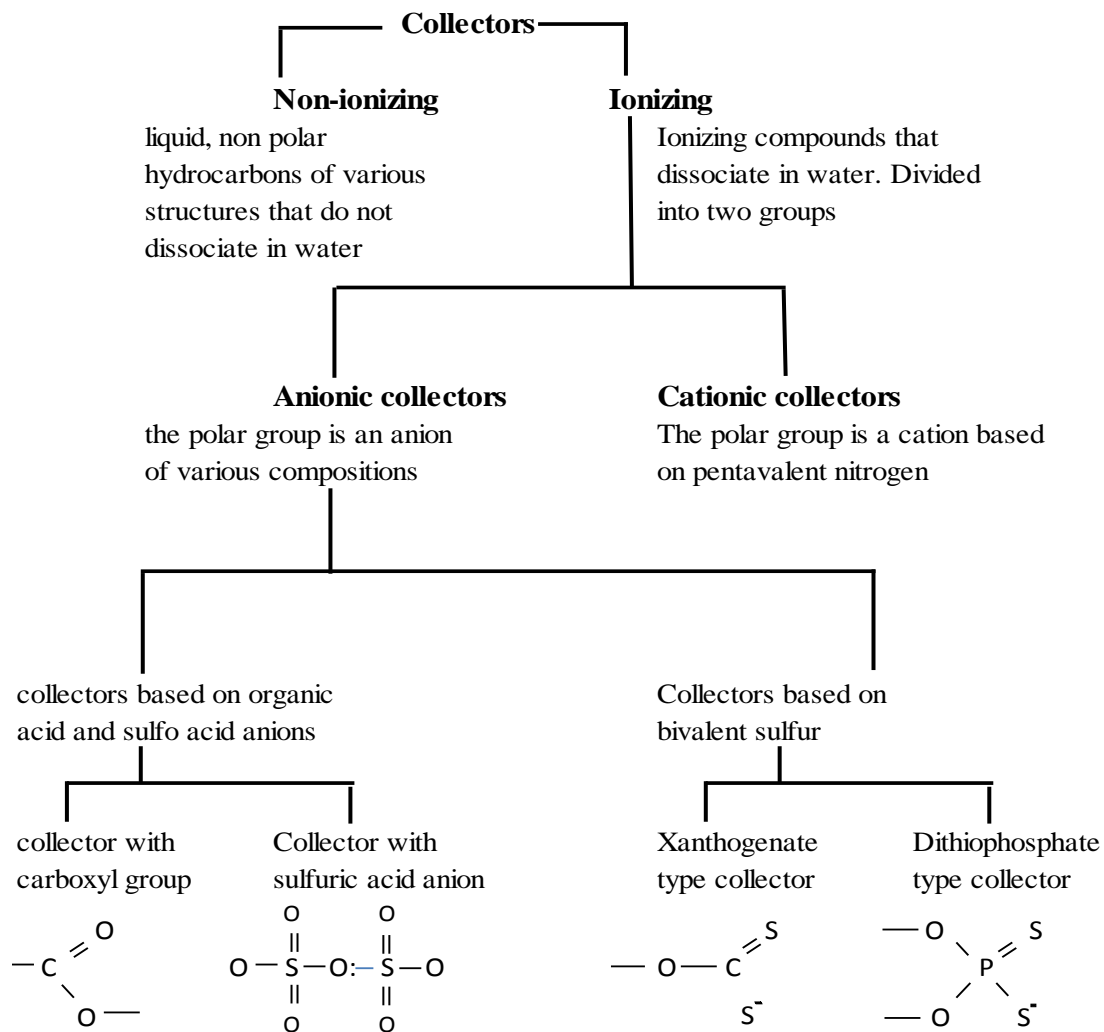 Collectors
Non-ionizing
liquid, non polar
hydrocarbons of various
structures that do not
dissociate in water
Ionizing
Ionizing compounds that
dissociate in water. Divided
into two groups
Anionic collectors
the polar group is an anion
of various compositions
Cationic collectors
The polar group is a cation based
on pentavalent nitrogen
collectors based on organic
acid and sulfo acid anions
Collectors based on
bivalent sulfur
collector with
carboxyl group
Collector with
sulfuric acid anion
Xanthogenate
type collector
Dithiophosphate
type collector
O
C
O
O O
O S O: S O
O O
S
O C
S-
O S
P
O S-